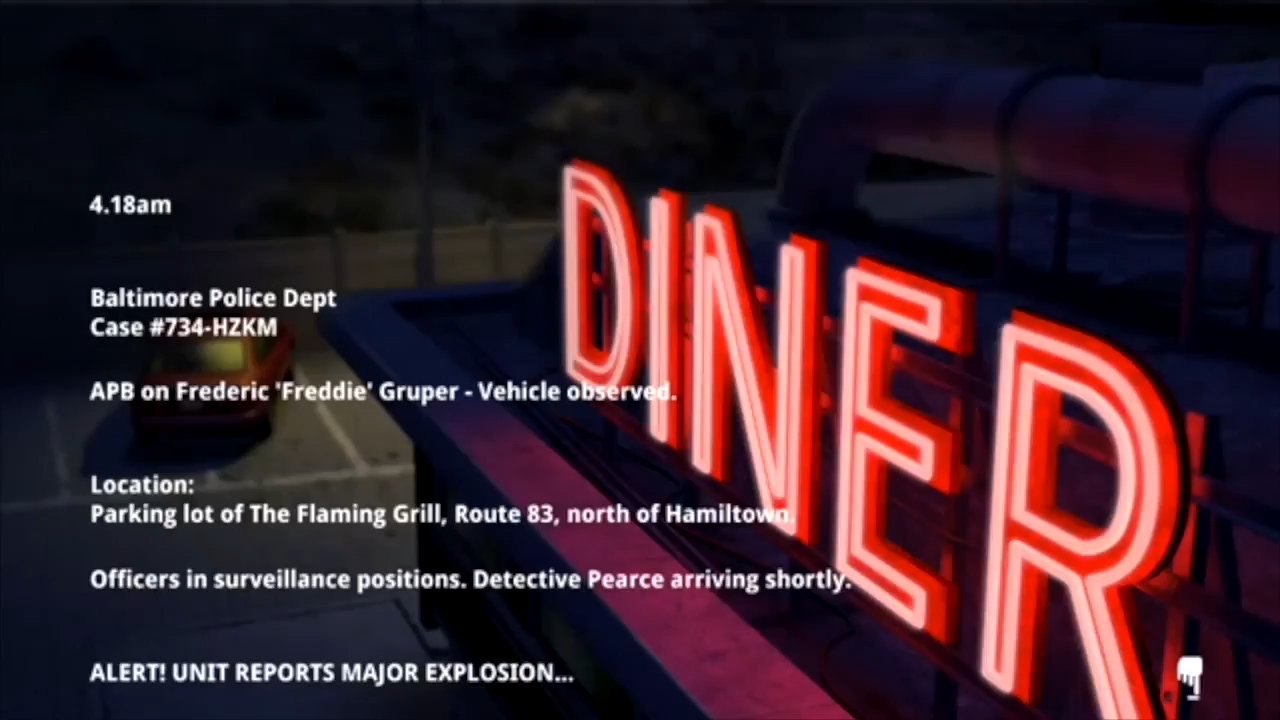 4.18am
Baltimore Police Dept
Case #734-HZKM
APB on Frederic 'Freddie' Gruper - Vehicle observed.
Location:
Parking lot of The Flaming Grill, Route 83, north of Hamiltown.
Officers in surveillance positions. Detective Pearce arriving shortly.
ALERT! UNIT REPORTS MAJOR EXPLOSION...
DINER